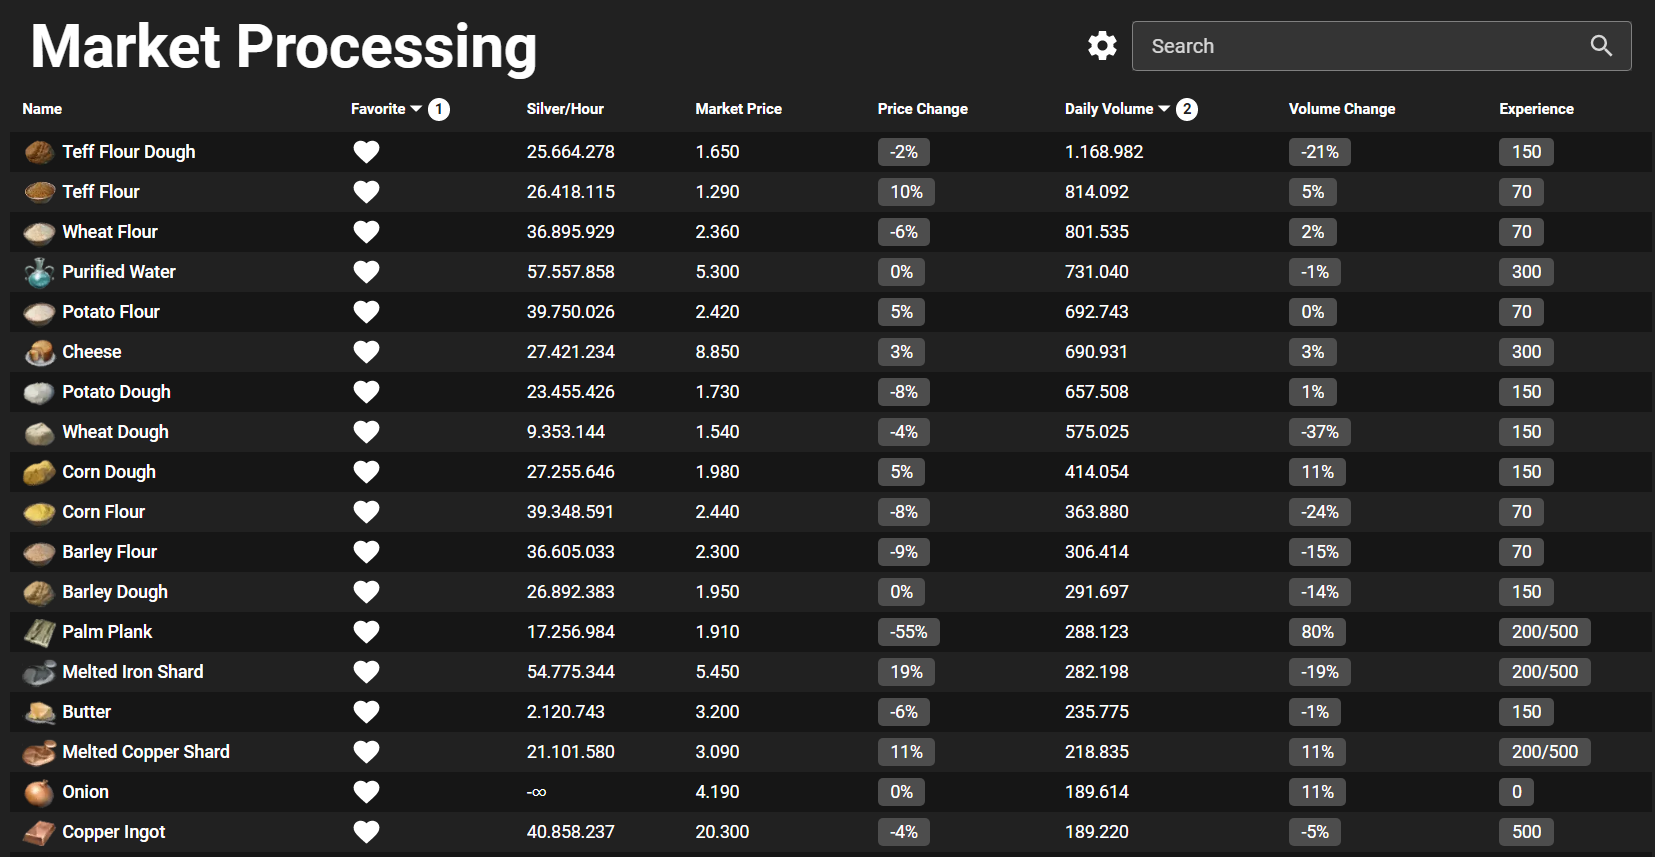 Market Processing
Search
Name Favorite 1 Silver/Hour Market Price Price Change Daily Volume 2 Volume Change Experience
Teff Flour Dough 25.664.278 1.650 -2% 1.168.982 -21% 150
Teff Flour 26.418.115 1.290 10% 814.092 5% 70
Wheat Flour 36.895.929 2.360 -6% 801.535 2% 70
Purified Water 57.557.858 5.300 0% 731.040 -1% 300
Potato Flour 39.750.026 2.420 5% 692.743 0% 70
Cheese 27.421.234 8.850 3% 690.931 3% 300
Potato Dough 23.455.426 1.730 -8% 657.508 1% 150
Wheat Dough 9.353.144 1.540 -4% 575.025 -37% 150
Corn Dough 27.255.646 1.980 5% 414.054 11% 150
Corn Flour 39.348.591 2.440 -8% 363.880 -24% 70
Barley Flour 36.605.033 2.300 -9% 306.414 -15% 70
Barley Dough 26.892.383 1.950 0% 291.697 -14% 150
Palm Plank 17.256.984 1.910 -55% 288.123 80% 200/500
Melted Iron Shard 54.775.344 5.450 19% 282.198 -19% 200/500
Butter 2.120.743 3.200 -6% 235.775 -1% 150
Melted Copper Shard 21.101.580 3.090 11% 218.835 11% 200/500
Onion -∞ 4.190 0% 189.614 11% 0
Copper Ingot 40.858.237 20.300 -4% 189.220 -5% 500